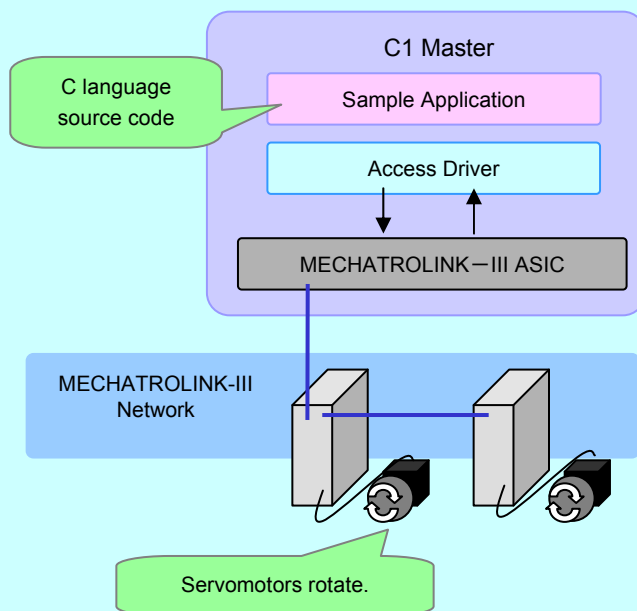 C1 Master
C language
source code
Sample Application
Access Driver
MECHATROLINK－III ASIC
MECHATROLINK-III
Network
Servomotors rotate.